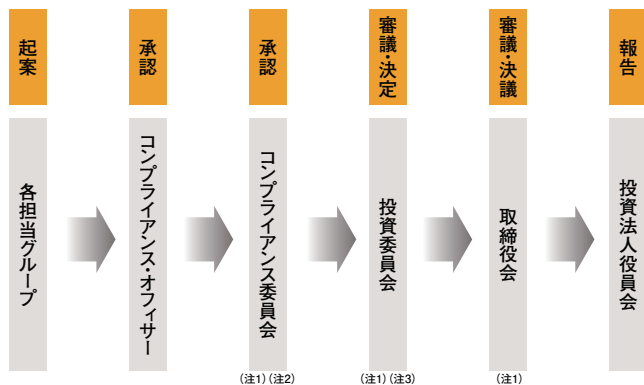 起案
承認
承認
審議・決定
審議・決議
報告
各担当グループ
コンプライアンス・オフィサー
コンプライアンス委員会
投資委員会
取締役会
投資法人役員会
(注1)(注2)
(注1)(注3)
(注1)